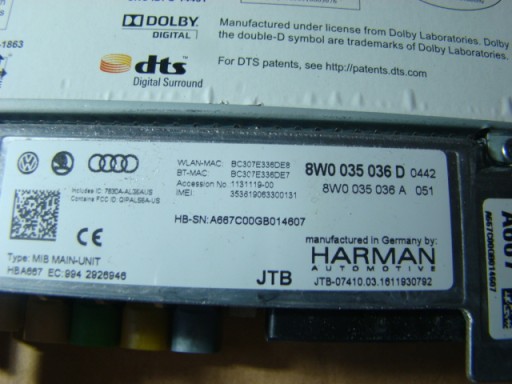 -1863
DOLBY
DIGITAL
Manufactured under license from Dolby Laboratories. Dolby
the double-D symbol are trademarks of Dolby Laboratories.
dts
Digital Surround
For DTS patents, see http://patents.dts.com
WLAN-MAC: BC307E336DE8
BT-MAC: BC307E336DE7
Accession No. 1131119-00
IMEI: 353619063300131
8W0 035 036 D 0442
8W0 035 036 A 051
HB-SN: A667C00GB014607
manufactured in Germany by:
HARMAN
AUTOMOTIVE
CE
Type: MIB MAIN-UNIT
HBA667 EC:994 2926946
JTB
JTB-07410.03.1611930792
A667C00GB014607